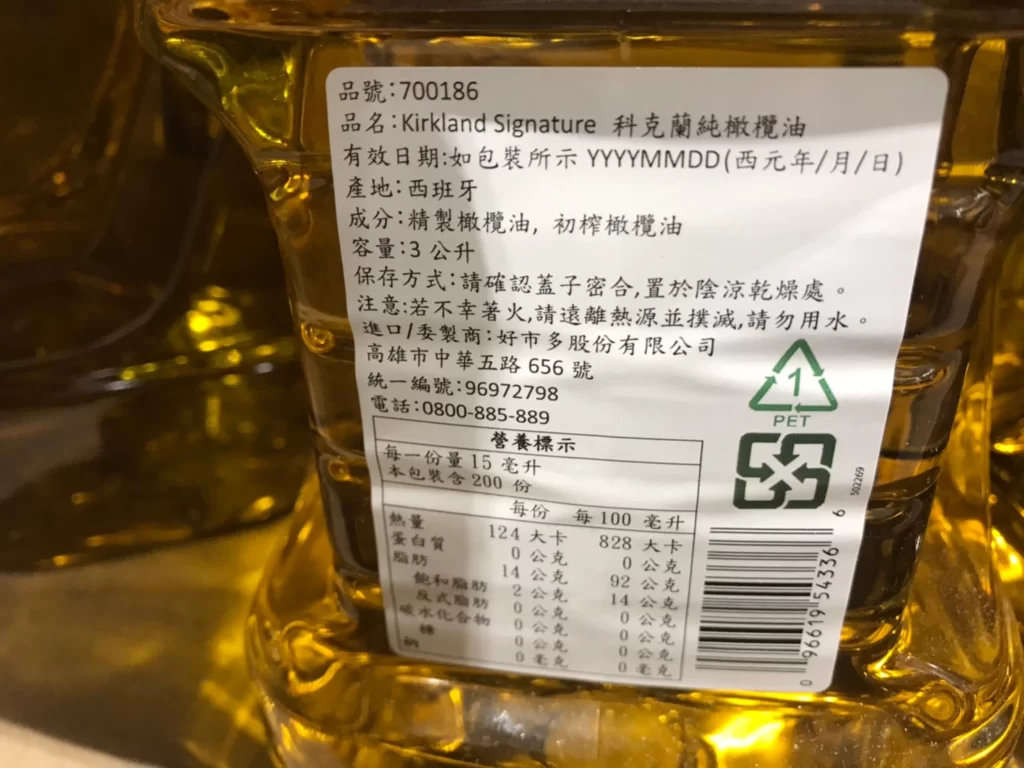 品號:700186
品名:Kirkland Signature 科克蘭純橄欖油
有效日期:如包裝所示 YYYYMMDD(西元年/月/日)
產地:西班牙
成分:精製橄欖油, 初榨橄欖油
容量:3 公升
保存方式:請確認蓋子密合,置於陰涼乾燥處。
注意:若不幸著火,請遠離熱源並撲滅,請勿用水。
進口/委製商:好市多股份有限公司
高雄市中華五路 656 號
統一編號:96972798
電話:0800-885-889
營養標示
每一份量 15 毫升
本包裝含 200 份
每份 每 100 毫升
熱量 124 大卡 828 大卡
蛋白質 0 公克 0 公克
脂肪 14 公克 92 公克
飽和脂肪 2 公克 14 公克
反式脂肪 0 公克 0 公克
碳水化合物 0 公克 0 公克
糖 0 公克 0 公克
鈉 0 毫克 0 毫克
1
PET
502269
0 96619 54336 6